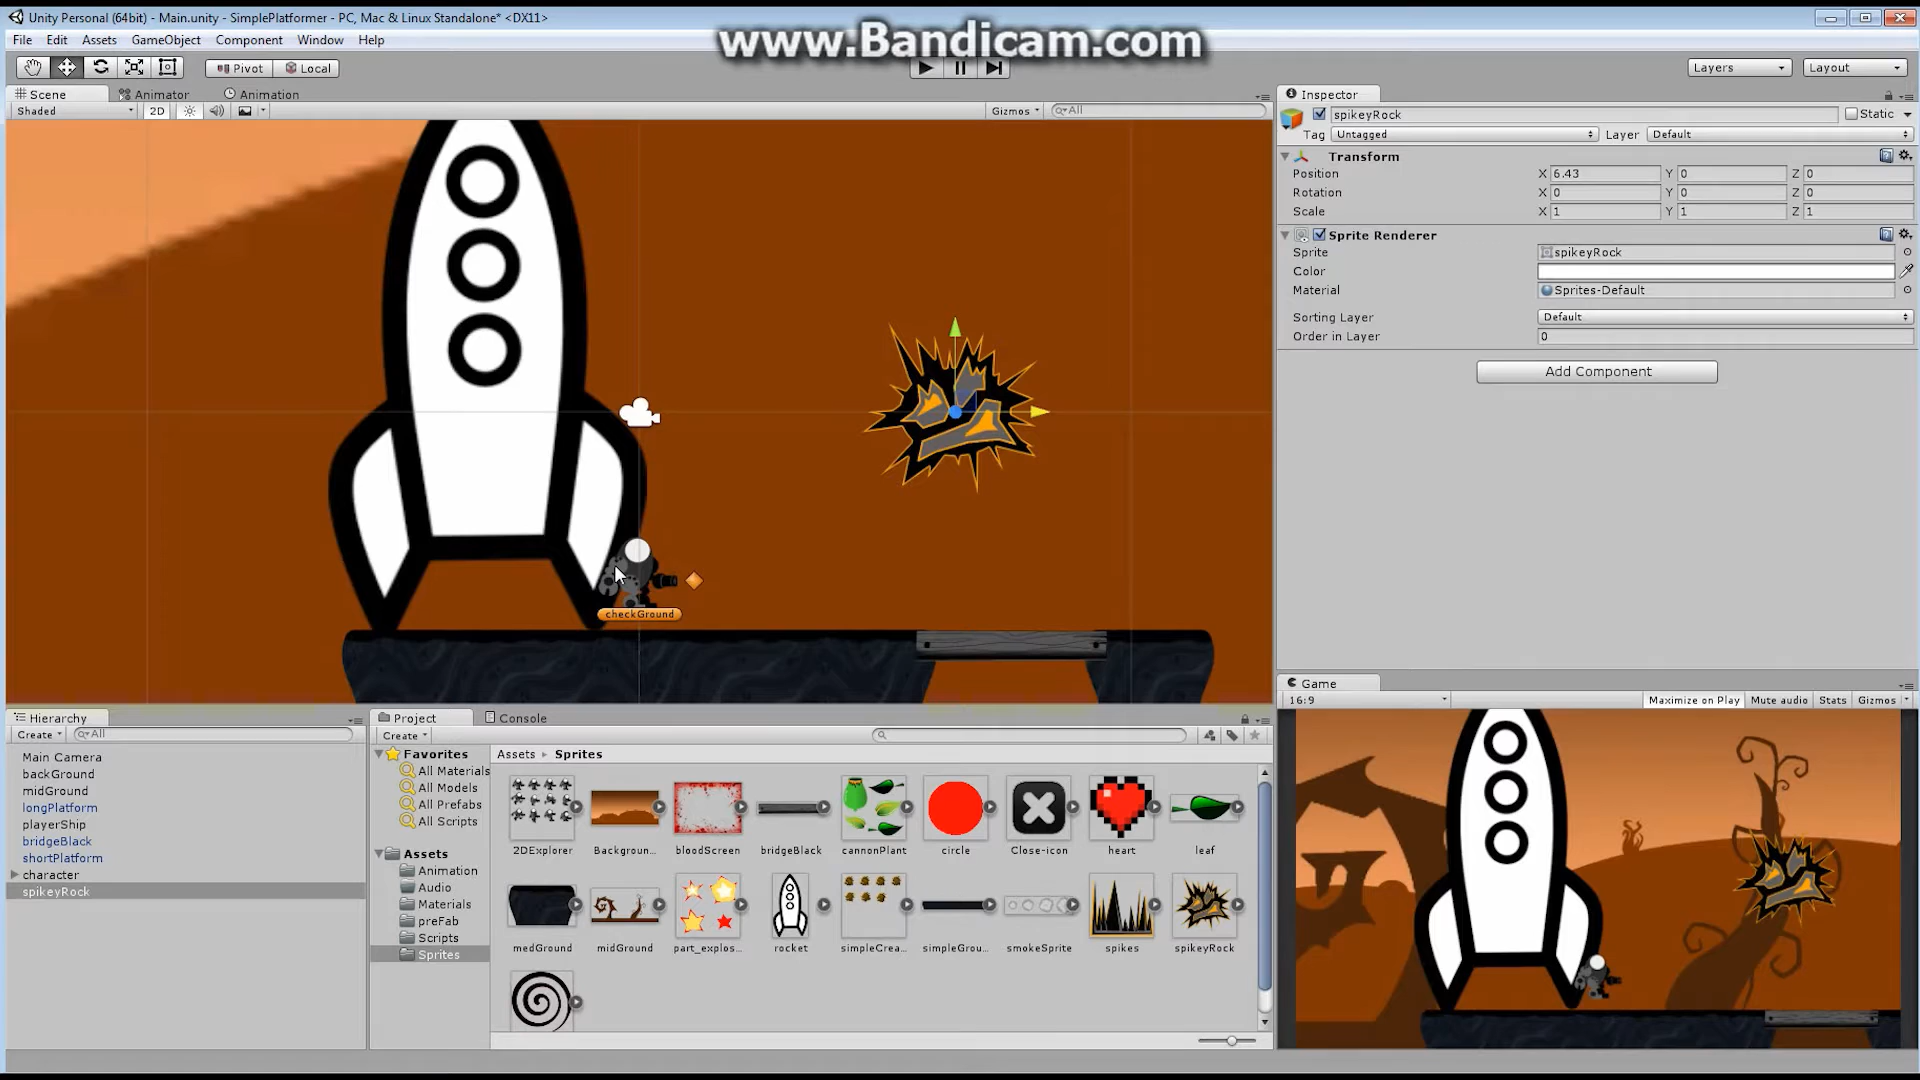 Unity Personal (64bit) - Main.unity - SimplePlatformer - PC, Mac & Linux Standalone* <DX11>
File Edit Assets GameObject Component Window Help
www.Bandicam.com
Pivot Local Layers Layout
Scene Animator Animation
Shaded 2D Gizmos All
Inspector
spikeyRock Static
Tag Untagged Layer Default
Transform
Position X 6.43 Y 0 Z 0
Rotation X 0 Y 0 Z 0
Scale X 1 Y 1 Z 1
Sprite Renderer
Sprite spikeyRock
Color
Material Sprites-Default
Sorting Layer Default
Order in Layer 0
Add Component
checkGround
Game
16:9 Maximize on Play Mute audio Stats Gizmos
Hierarchy
Create All
Main Camera
backGround
midGround
longPlatform
playerShip
bridgeBlack
shortPlatform
character
spikeyRock
Project Console
Create
Favorites
All Materials
All Models
All Prefabs
All Scripts
Assets
Animation
Audio
Materials
preFab
Scripts
Sprites
Assets Sprites
2DExplorer Backgroun... bloodScreen bridgeBlack cannonPlant circle Close-icon heart leaf
medGround midGround part_explos... rocket simpleCrea... simpleGrou... smokeSprite spikes spikeyRock